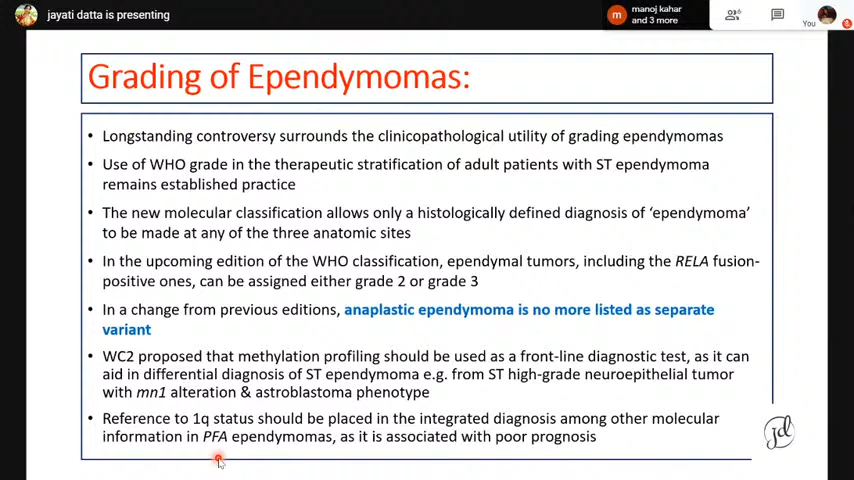 jayati datta is presenting
manoj kahar
and 3 more
m
You
Grading of Ependymomas:
• Longstanding controversy surrounds the clinicopathological utility of grading ependymomas
• Use of WHO grade in the therapeutic stratification of adult patients with ST ependymoma
remains established practice
• The new molecular classification allows only a histologically defined diagnosis of ‘ependymoma’
to be made at any of the three anatomic sites
• In the upcoming edition of the WHO classification, ependymal tumors, including the RELA fusion-
positive ones, can be assigned either grade 2 or grade 3
• In a change from previous editions, anaplastic ependymoma is no more listed as separate
variant
• WC2 proposed that methylation profiling should be used as a front-line diagnostic test, as it can
aid in differential diagnosis of ST ependymoma e.g. from ST high-grade neuroepithelial tumor
with mn1 alteration & astroblastoma phenotype
• Reference to 1q status should be placed in the integrated diagnosis among other molecular
information in PFA ependymomas, as it is associated with poor prognosis
jd